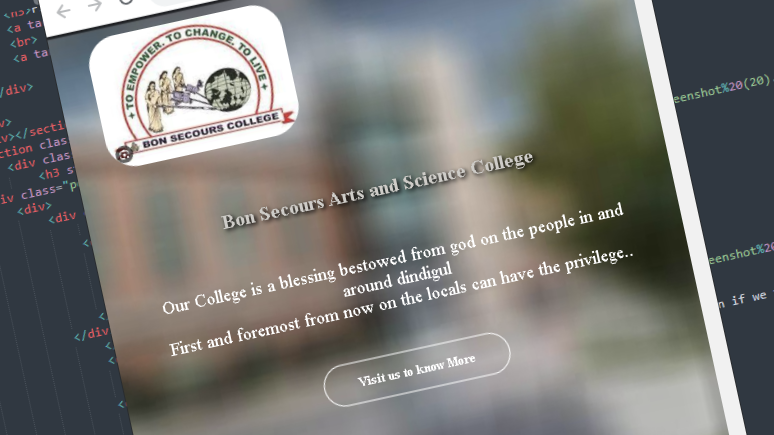 TO EMPOWER, TO CHANGE, TO LIVE
BON SECOURS COLLEGE
Bon Secours Arts and Science College
Our College is a blessing bestowed from god on the people in and
around dindigul
First and foremost from now on the locals can have the privilege..
Visit us to know More
<a ta
<br>
<a ta
/div>
></secti
ction clas
<div clas
<h3 s
iv class="p
<div>
<div
</div>
eenshot%20(20).
eenshot%20
n if we